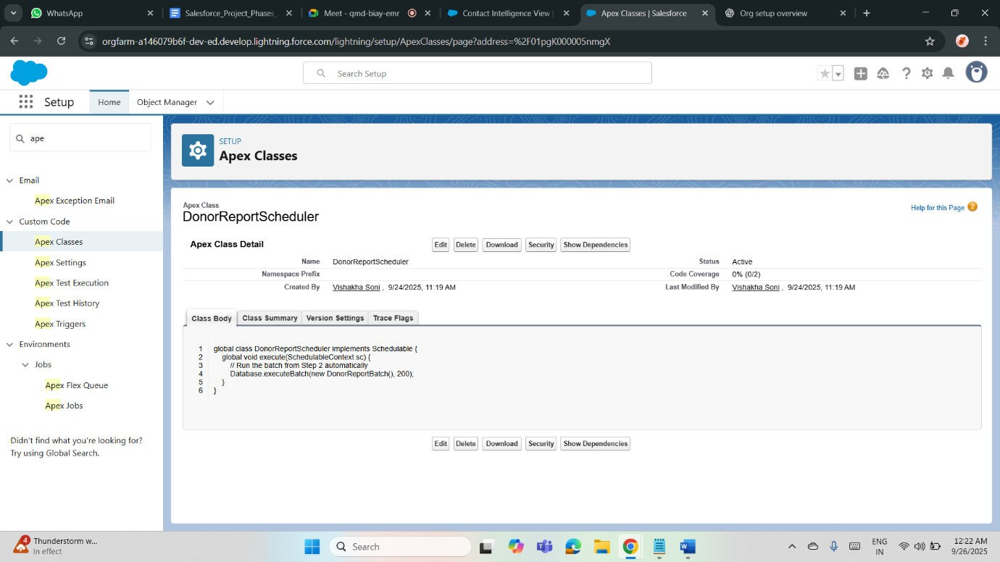 WhatsApp
Salesforce_Project_Phases_
Meet - qmd-biay-emr
Contact Intelligence View |
Apex Classes | Salesforce
Org setup overview
orgfarm-a146079b6f-dev-ed.develop.lightning.force.com/lightning/setup/ApexClasses/page?address=%2F01pgK000005nmgX
Search Setup
Setup
Home
Object Manager
ape
Email
Apex Exception Email
Custom Code
Apex Classes
Apex Settings
Apex Test Execution
Apex Test History
Apex Triggers
Environments
Jobs
Apex Flex Queue
Apex Jobs
Didn't find what you're looking for?
Try using Global Search.
SETUP
Apex Classes
Apex Class
DonorReportScheduler
Help for this Page ?
Apex Class Detail
Edit Delete Download Security Show Dependencies
Name DonorReportScheduler Status Active
Namespace Prefix Code Coverage 0% (0/2)
Created By Vishakha Soni , 9/24/2025, 11:19 AM Last Modified By Vishakha Soni , 9/24/2025, 11:19 AM
Class Body Class Summary Version Settings Trace Flags
1 global class DonorReportScheduler implements Schedulable {
2 global void execute(SchedulableContext sc) {
3 // Run the batch from Step 2 automatically
4 Database.executeBatch(new DonorReportBatch(), 200);
5 }
6 }
Edit Delete Download Security Show Dependencies
4
Thunderstorm w...
In effect
Search
ENG
IN
12:22 AM
9/26/2025